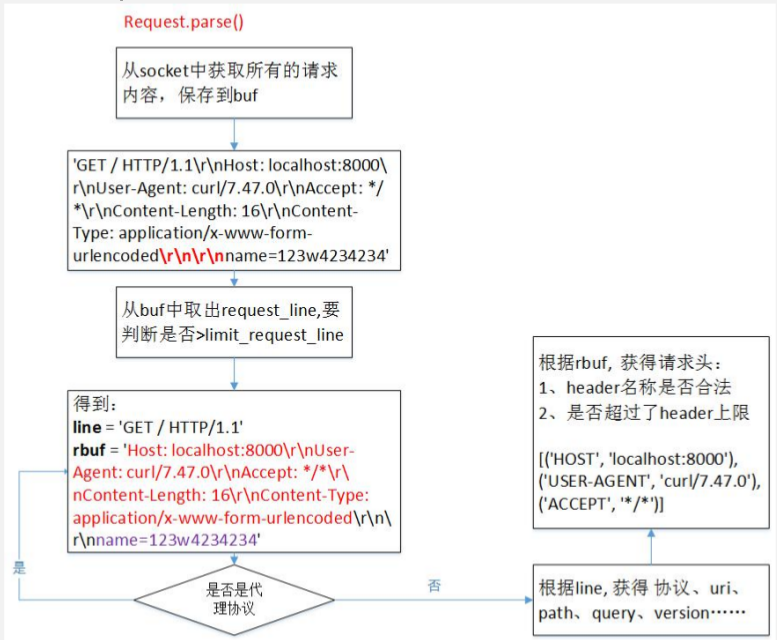 Request.parse()
从socket中获取所有的请求
内容，保存到buf
'GET / HTTP/1.1\r\nHost: localhost:8000\
r\nUser-Agent: curl/7.47.0\r\nAccept: */
*\r\nContent-Length: 16\r\nContent-
Type: application/x-www-form-
urlencoded\r\n\r\nname=123w4234234'
从buf中取出request_line,要
判断是否>limit_request_line
得到：
line = 'GET / HTTP/1.1'
rbuf = 'Host: localhost:8000\r\nUser-
Agent: curl/7.47.0\r\nAccept: */*\r\
nContent-Length: 16\r\nContent-Type:
application/x-www-form-urlencoded\r\n\
r\nname=123w4234234'
是
是否是代
理协议
否
根据line, 获得 协议、uri、
path、query、version……
根据rbuf, 获得请求头：
1、header名称是否合法
2、是否超过了header上限
[('HOST', 'localhost:8000'),
('USER-AGENT', 'curl/7.47.0'),
('ACCEPT', '*/*')]